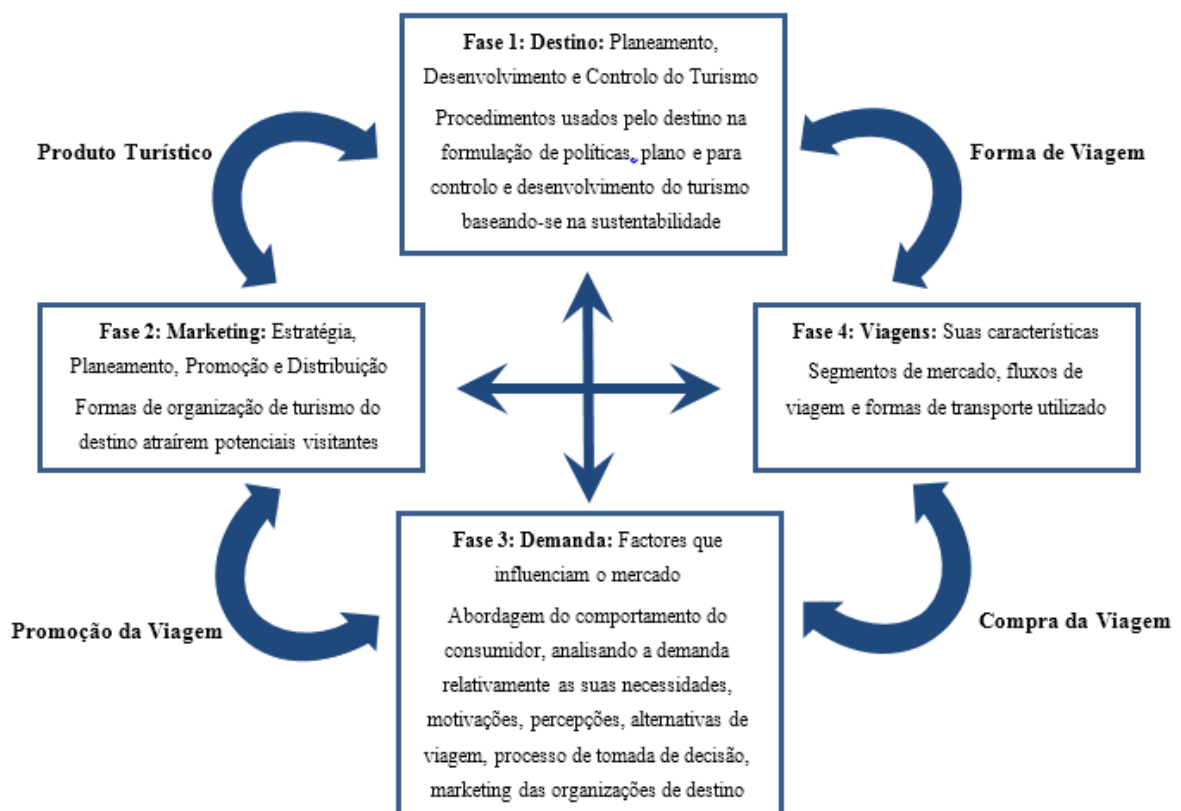 Fase 1: Destino: Planeamento,
Desenvolvimento e Controlo do Turismo
Procedimentos usados pelo destino na
formulação de políticas, plano e para
controlo e desenvolvimento do turismo
baseando-se na sustentabilidade
Produto Turístico
Forma de Viagem
Fase 2: Marketing: Estratégia,
Planeamento, Promoção e Distribuição
Formas de organização de turismo do
destino atraírem potenciais visitantes
Fase 4: Viagens: Suas características
Segmentos de mercado, fluxos de
viagem e formas de transporte utilizado
Fase 3: Demanda: Factores que
influenciam o mercado
Abordagem do comportamento do
consumidor, analisando a demanda
relativamente as suas necessidades,
motivações, percepções, alternativas de
viagem, processo de tomada de decisão,
marketing das organizações de destino
Promoção da Viagem
Compra da Viagem